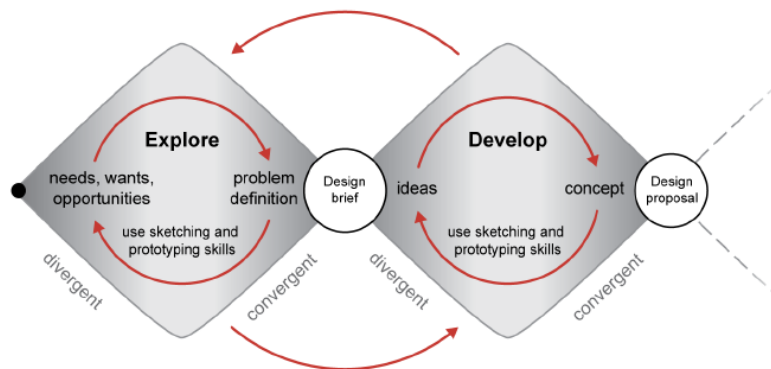 Explore
needs, wants,
opportunities
problem
definition
use sketching and
prototyping skills
divergent
convergent
Design
brief
Develop
ideas
concept
use sketching and
prototyping skills
divergent
convergent
Design
proposal